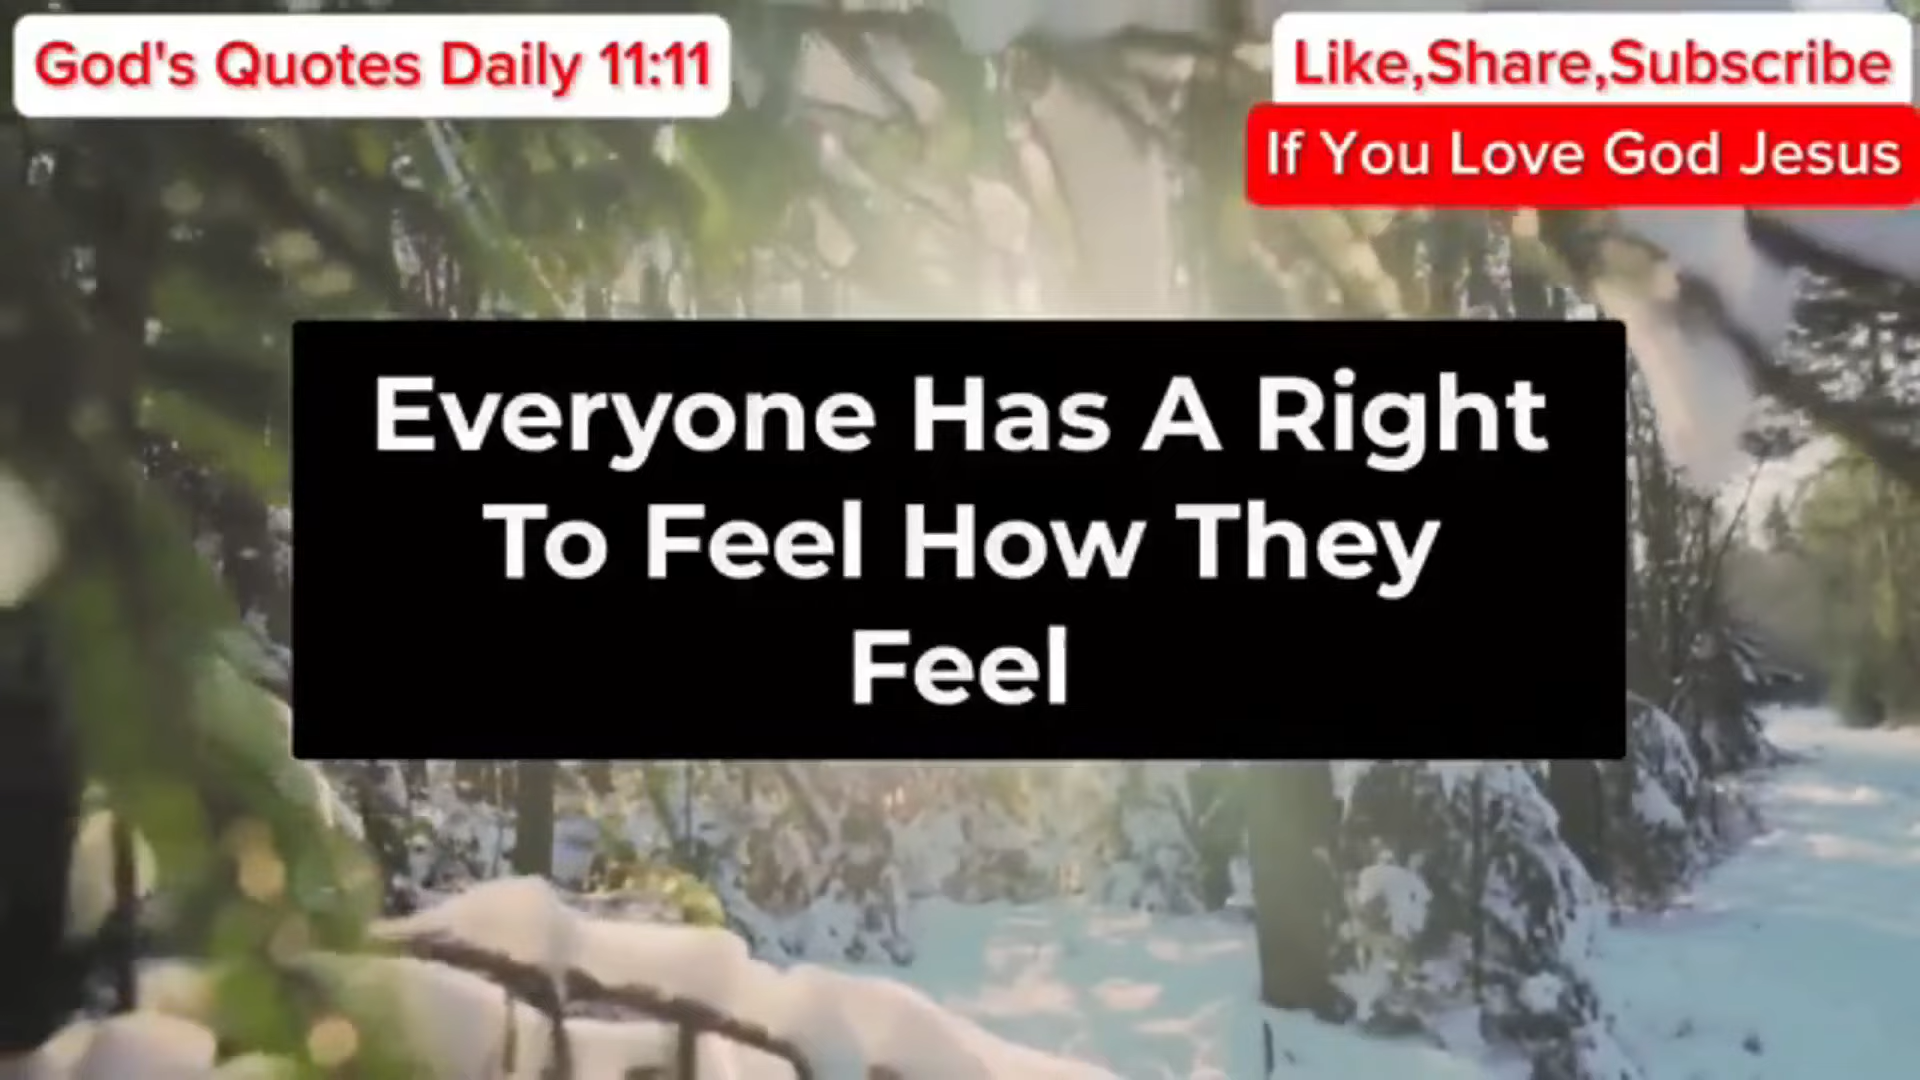 God's Quotes Daily 11:11
Like,Share,Subscribe
If You Love God Jesus
Everyone Has A Right
To Feel How They
Feel